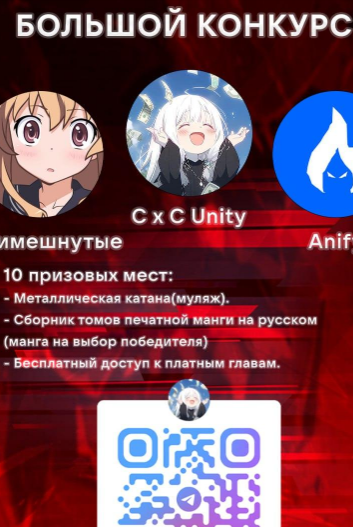 БОЛЬШОЙ КОНКУРС
C x C Unity
имешнутые
Anify
10 призовых мест:
- Металлическая катана(муляж).
- Сборник томов печатной манги на русском
(манга на выбор победителя)
- Бесплатный доступ к платным главам.